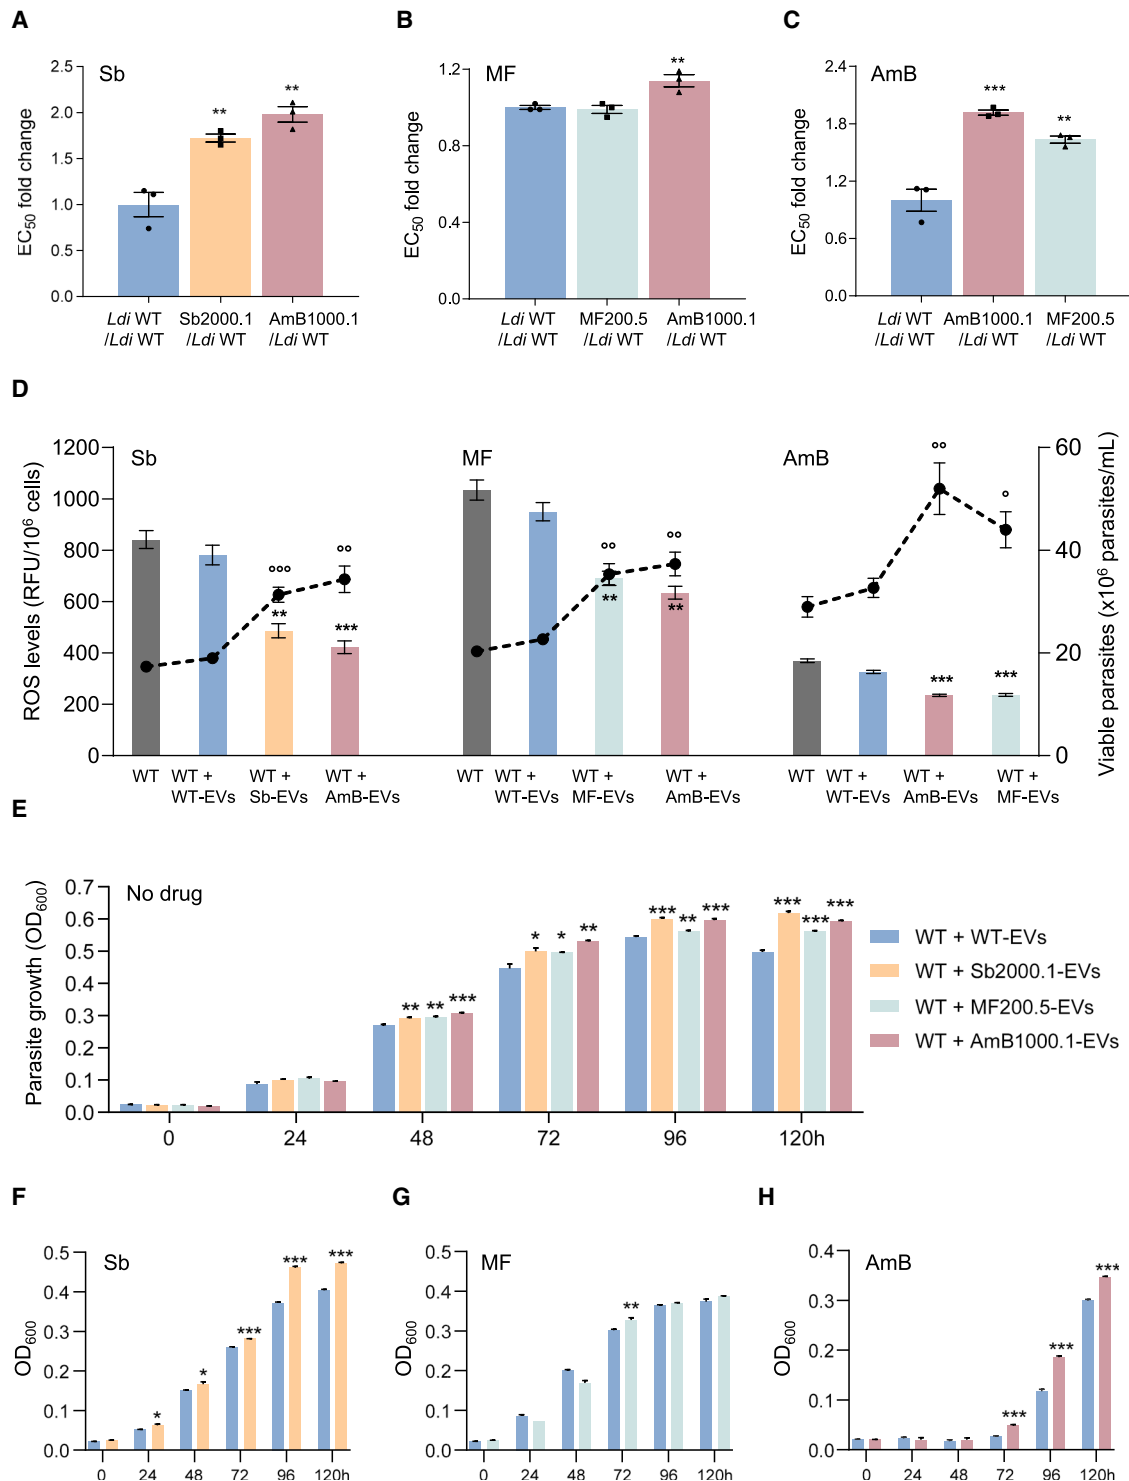 A
B
C
Sb
MF
AmB
2.5
2.0
1.5
1.0
0.5
0.0
EC50 fold change
**
**
Ldi WT
/Ldi WT
Sb2000.1
/Ldi WT
AmB1000.1
/Ldi WT
1.2
0.8
0.4
0.0
EC50 fold change
**
Ldi WT
/Ldi WT
MF200.5
/Ldi WT
AmB1000.1
/Ldi WT
2.4
1.8
1.2
0.6
0.0
EC50 fold change
***
**
Ldi WT
/Ldi WT
AmB1000.1
/Ldi WT
MF200.5
/Ldi WT
D
Sb
MF
AmB
1200
1000
800
600
400
200
0
ROS levels (RFU/10⁶ cells)
60
40
20
0
Viable parasites (x10⁶ parasites/mL)
°°°
°°
**
***
°°
°°
**
**
°°
°
***
***
WT
WT +
WT-EVs
WT +
Sb-EVs
WT +
AmB-EVs
WT
WT +
WT-EVs
WT +
MF-EVs
WT +
AmB-EVs
WT
WT +
WT-EVs
WT +
AmB-EVs
WT +
MF-EVs
E
No drug
0.7
0.6
0.5
0.4
0.3
0.2
0.1
0.0
Parasite growth (OD600)
** ** ***
* * **
*** ** ***
*** *** ***
0 24 48 72 96 120h
WT + WT-EVs
WT + Sb2000.1-EVs
WT + MF200.5-EVs
WT + AmB1000.1-EVs
F
G
H
Sb
0.5
0.4
0.3
0.2
0.1
0.0
OD600
* * *** *** ***
0 24 48 72 96 120h
MF
0.5
0.4
0.3
0.2
0.1
0.0
OD600
**
0 24 48 72 96 120h
AmB
0.4
0.3
0.2
0.1
0.0
OD600
*** *** ***
0 24 48 72 96 120h